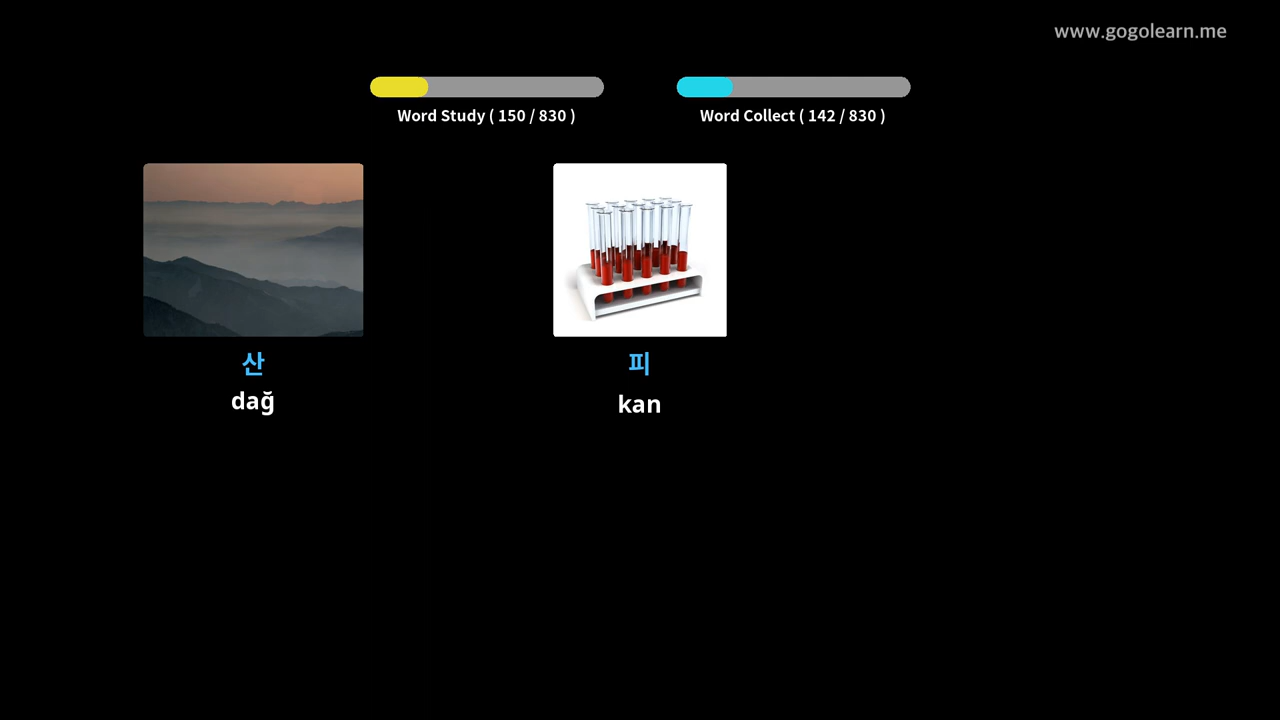 www.gogolearn.me
Word Study ( 150 / 830 )
Word Collect ( 142 / 830 )
산
dağ
피
kan